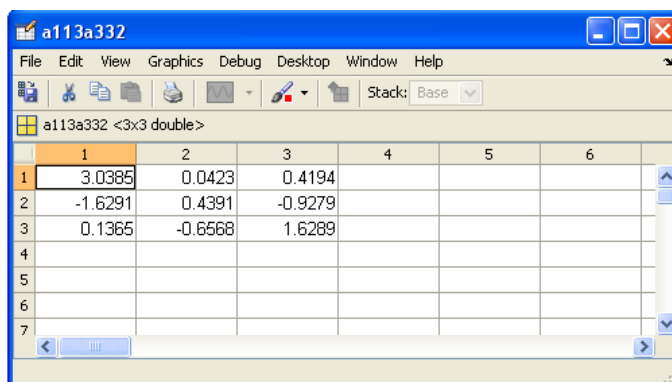 a113a332
File Edit View Graphics Debug Desktop Window Help
Stack: Base
a113a332 <3x3 double>
1 2 3 4 5 6
1 3.0385 0.0423 0.4194
2 -1.6291 0.4391 -0.9279
3 0.1365 -0.6568 1.6289
4
5
6
7